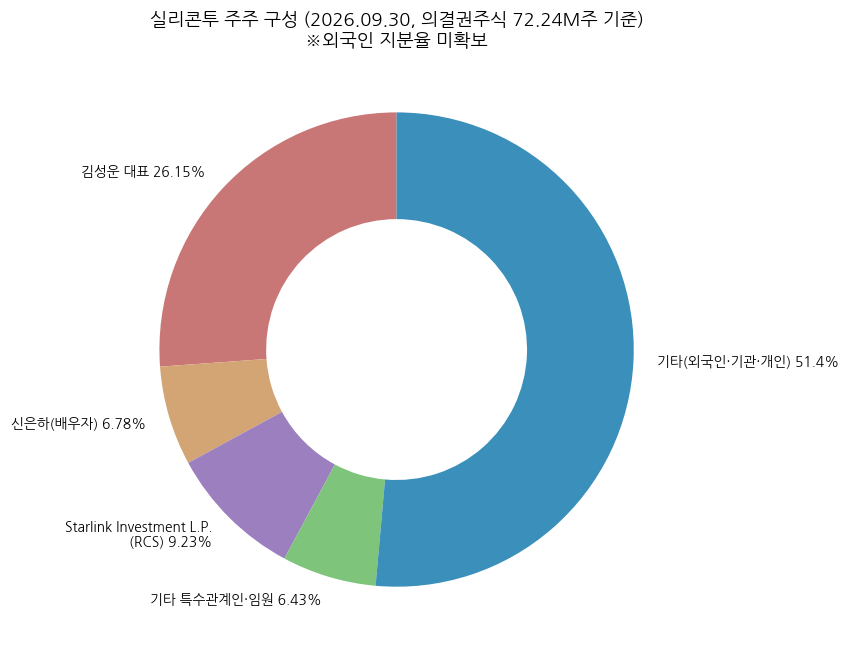 실리콘투 주주 구성 (2026.09.30, 의결권주식 72.24M주 기준)
※외국인 지분율 미확보
김성운 대표 26.15%
기타(외국인·기관·개인) 51.4%
신은하(배우자) 6.78%
Starlink Investment L.P.
(RCS) 9.23%
기타 특수관계인·임원 6.43%